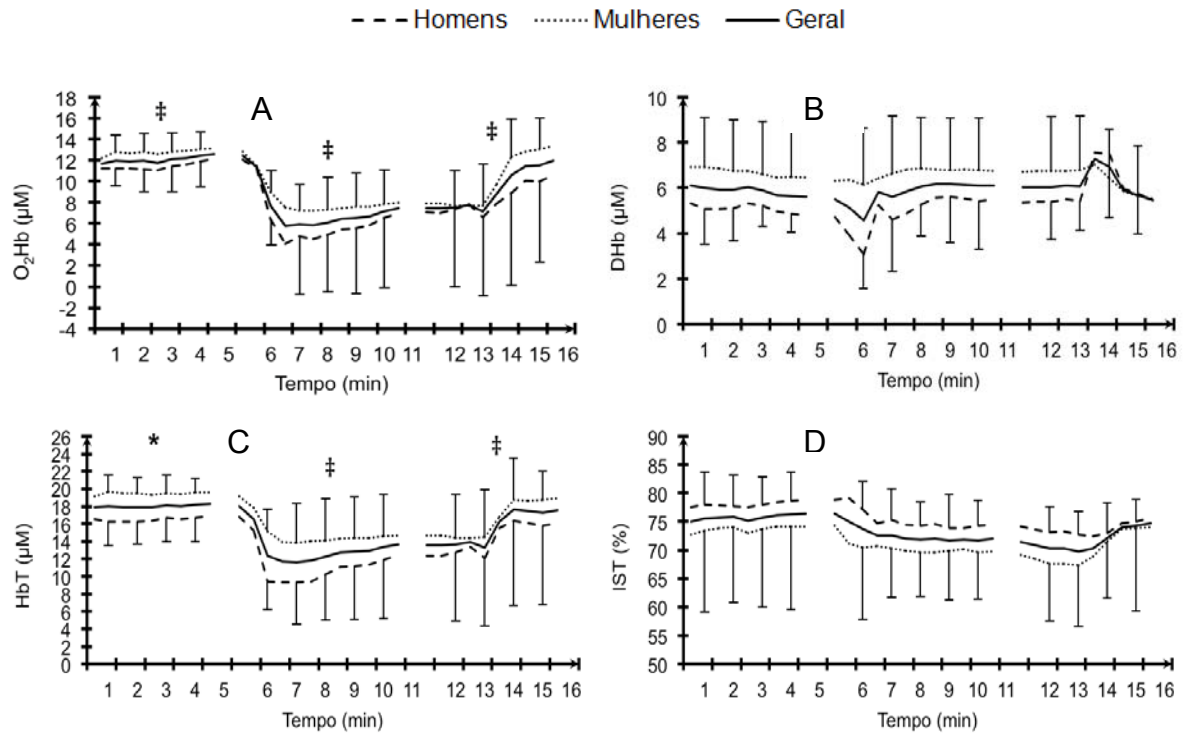 Homens Mulheres Geral
A
‡ ‡ ‡
O₂Hb (µM)
18
16
14
12
10
8
6
4
2
0
-2
-4
1 2 3 4 5 6 7 8 9 10 11 12 13 14 15 16
Tempo (min)
B
DHb (µM)
10
8
6
4
2
0
1 2 3 4 5 6 7 8 9 10 11 12 13 14 15 16
Tempo (min)
C
* ‡ ‡
HbT (µM)
26
24
22
20
18
16
14
12
10
8
6
4
2
0
1 2 3 4 5 6 7 8 9 10 11 12 13 14 15 16
Tempo (min)
D
IST (%)
90
85
80
75
70
65
60
55
50
1 2 3 4 5 6 7 8 9 10 11 12 13 14 15 16
Tempo (min)